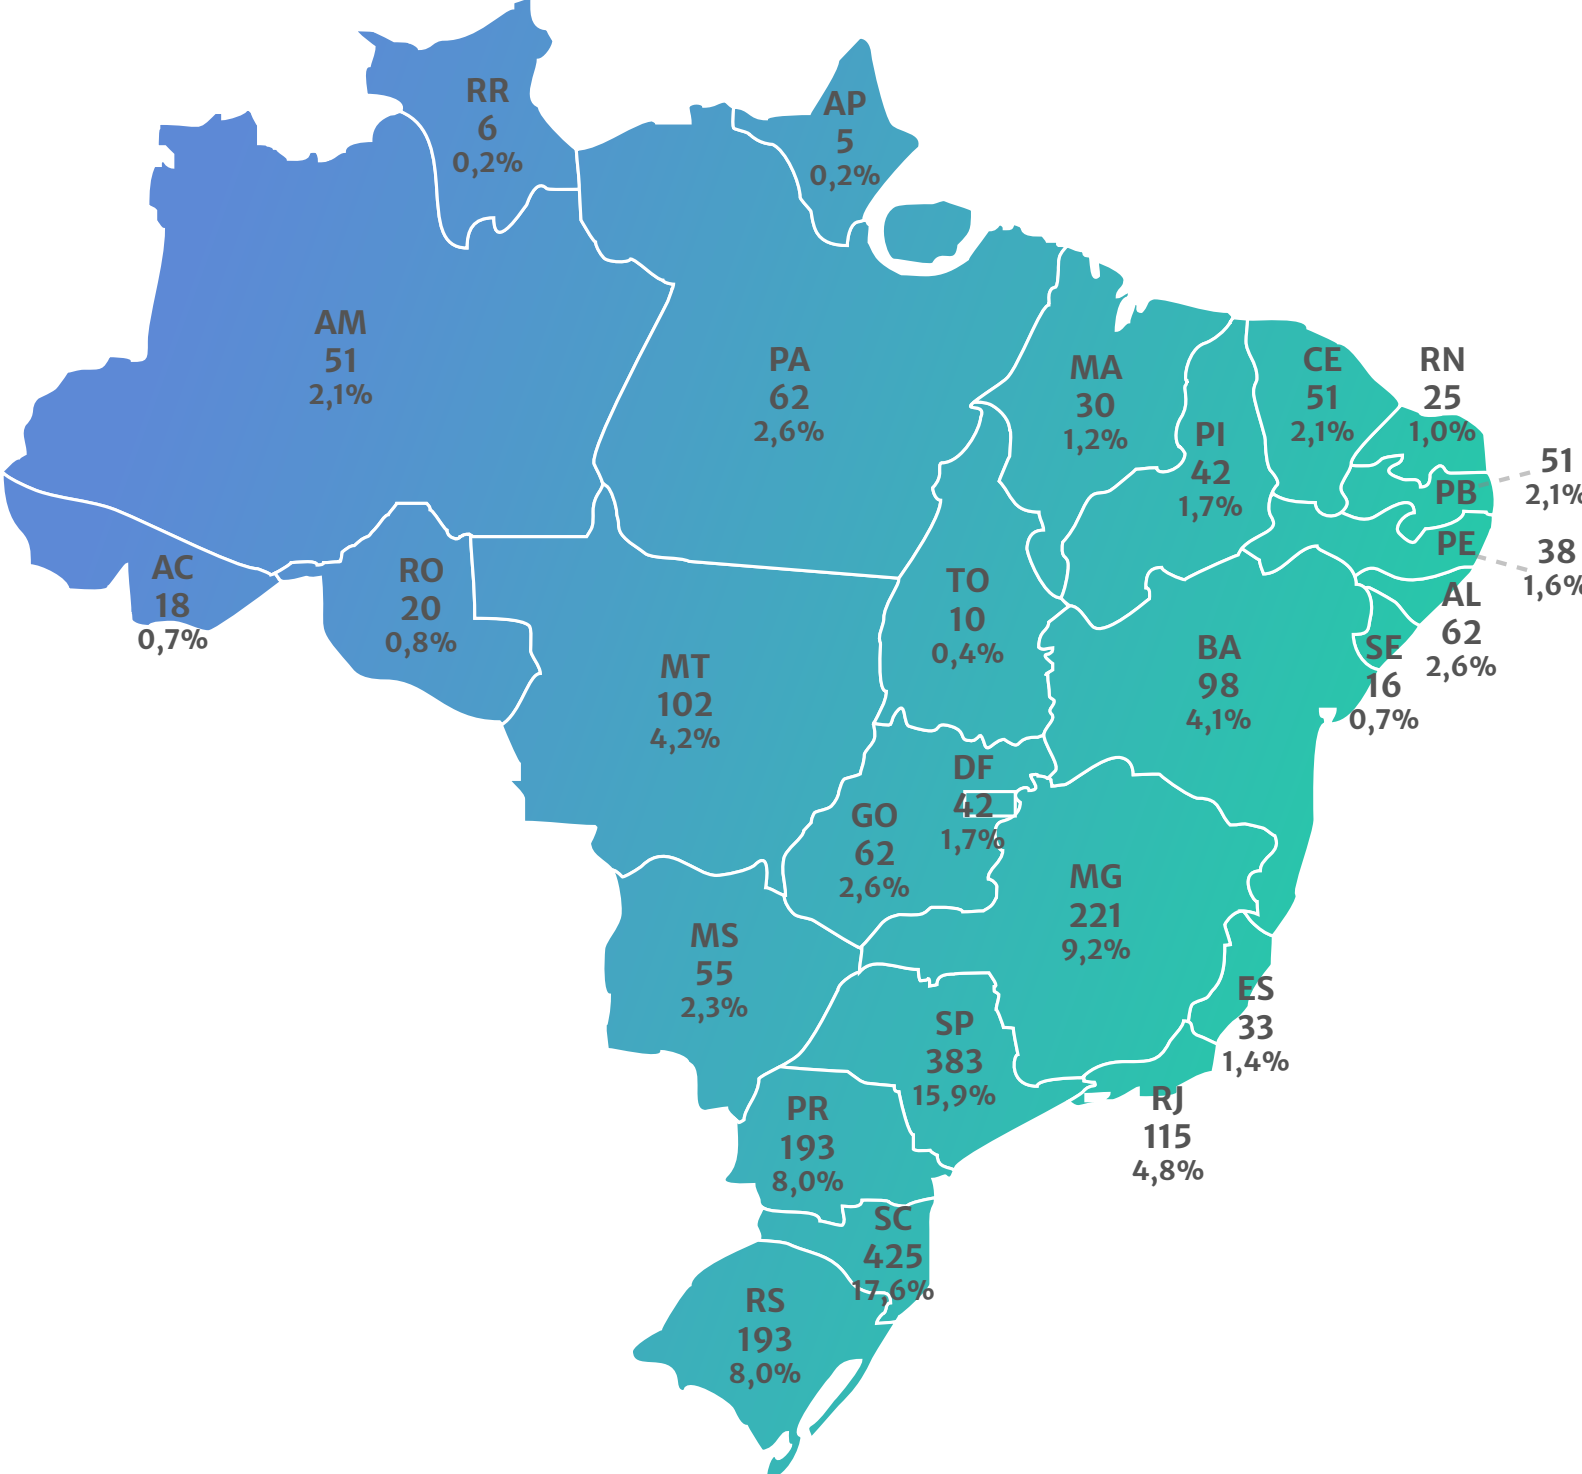 RR
6
0,2%
AP
5
0,2%
AM
51
2,1%
PA
62
2,6%
MA
30
1,2%
PI
42
1,7%
CE
51
2,1%
RN
25
1,0%
PB
51
2,1%
PE
38
1,6%
AL
62
2,6%
SE
16
0,7%
AC
18
0,7%
RO
20
0,8%
TO
10
0,4%
MT
102
4,2%
BA
98
4,1%
DF
42
1,7%
GO
62
2,6%
MG
221
9,2%
MS
55
2,3%
ES
33
1,4%
SP
383
15,9%
RJ
115
4,8%
PR
193
8,0%
SC
425
17,6%
RS
193
8,0%